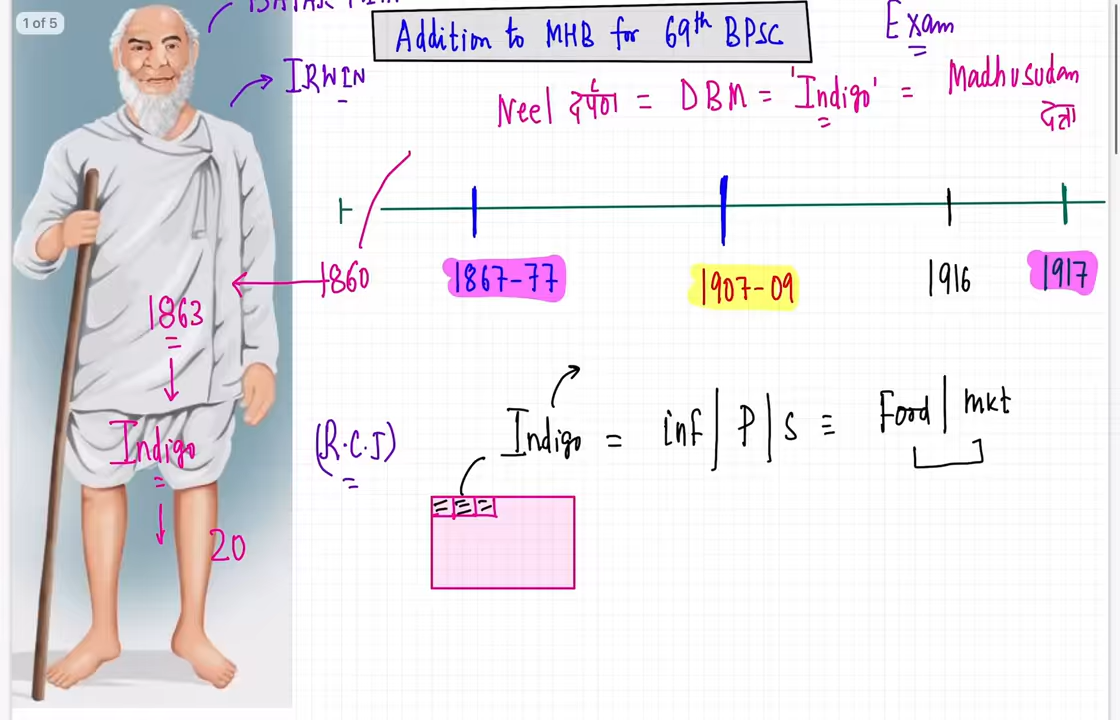 1 of 5
Addition to MHB for 69th BPSC
Exam
IRWIN
Neel दर्पण = DBM = 'Indigo' = Madhusudan
दत्ता
1860
1867-77
1907-09
1916
1917
1863
Indigo
20
(R.C.J)
Indigo = inf | P | S ≡ Food | mkt